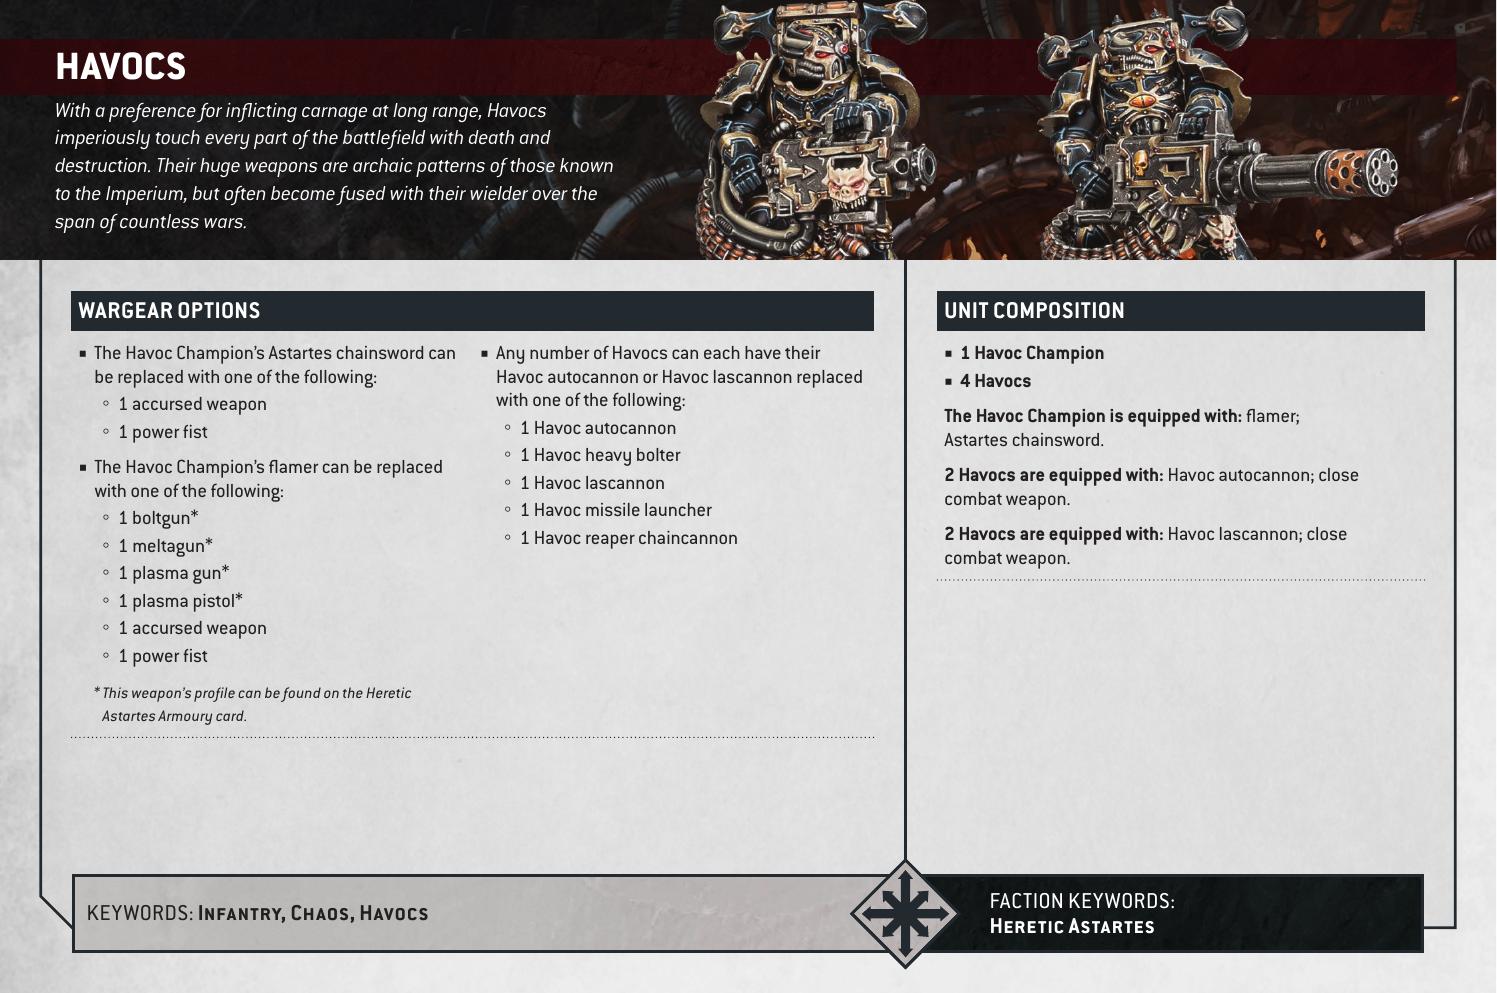 HAVOCS
With a preference for inflicting carnage at long range, Havocs
imperiously touch every part of the battlefield with death and
destruction. Their huge weapons are archaic patterns of those known
to the Imperium, but often become fused with their wielder over the
span of countless wars.
WARGEAR OPTIONS
▪ The Havoc Champion's Astartes chainsword can
be replaced with one of the following:
◦ 1 accursed weapon
◦ 1 power fist
▪ The Havoc Champion's flamer can be replaced
with one of the following:
◦ 1 boltgun*
◦ 1 meltagun*
◦ 1 plasma gun*
◦ 1 plasma pistol*
◦ 1 accursed weapon
◦ 1 power fist
* This weapon's profile can be found on the Heretic
Astartes Armoury card.
▪ Any number of Havocs can each have their
Havoc autocannon or Havoc lascannon replaced
with one of the following:
◦ 1 Havoc autocannon
◦ 1 Havoc heavy bolter
◦ 1 Havoc lascannon
◦ 1 Havoc missile launcher
◦ 1 Havoc reaper chaincannon
UNIT COMPOSITION
▪ 1 Havoc Champion
▪ 4 Havocs
The Havoc Champion is equipped with: flamer;
Astartes chainsword.
2 Havocs are equipped with: Havoc autocannon; close
combat weapon.
2 Havocs are equipped with: Havoc lascannon; close
combat weapon.
KEYWORDS: Infantry, Chaos, Havocs
FACTION KEYWORDS:
Heretic Astartes